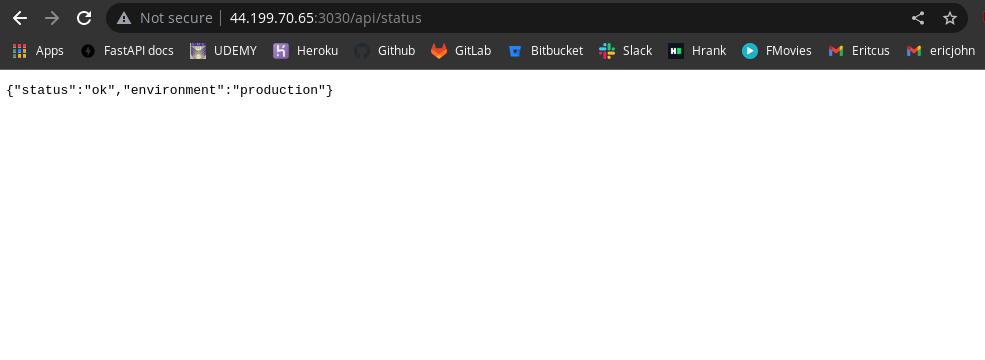 Not secure 44.199.70.65:3030/api/status
Apps FastAPI docs UDEMY Heroku Github GitLab Bitbucket Slack Hrank FMovies Eritcus ericjohn
{"status":"ok","environment":"production"}